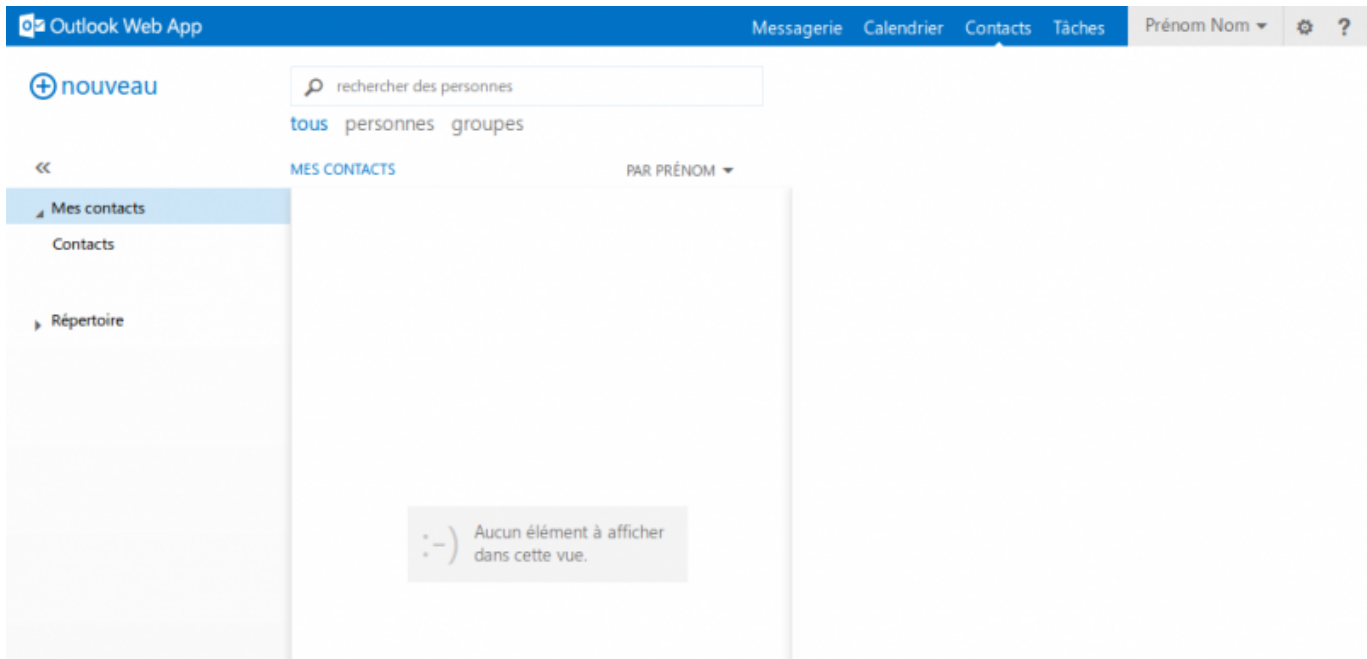 Outlook Web App Messagerie Calendrier Contacts Tâches Prénom Nom ?
nouveau
rechercher des personnes
tous personnes groupes
MES CONTACTS PAR PRÉNOM
Mes contacts
Contacts
Répertoire
:-) Aucun élément à afficher
dans cette vue.